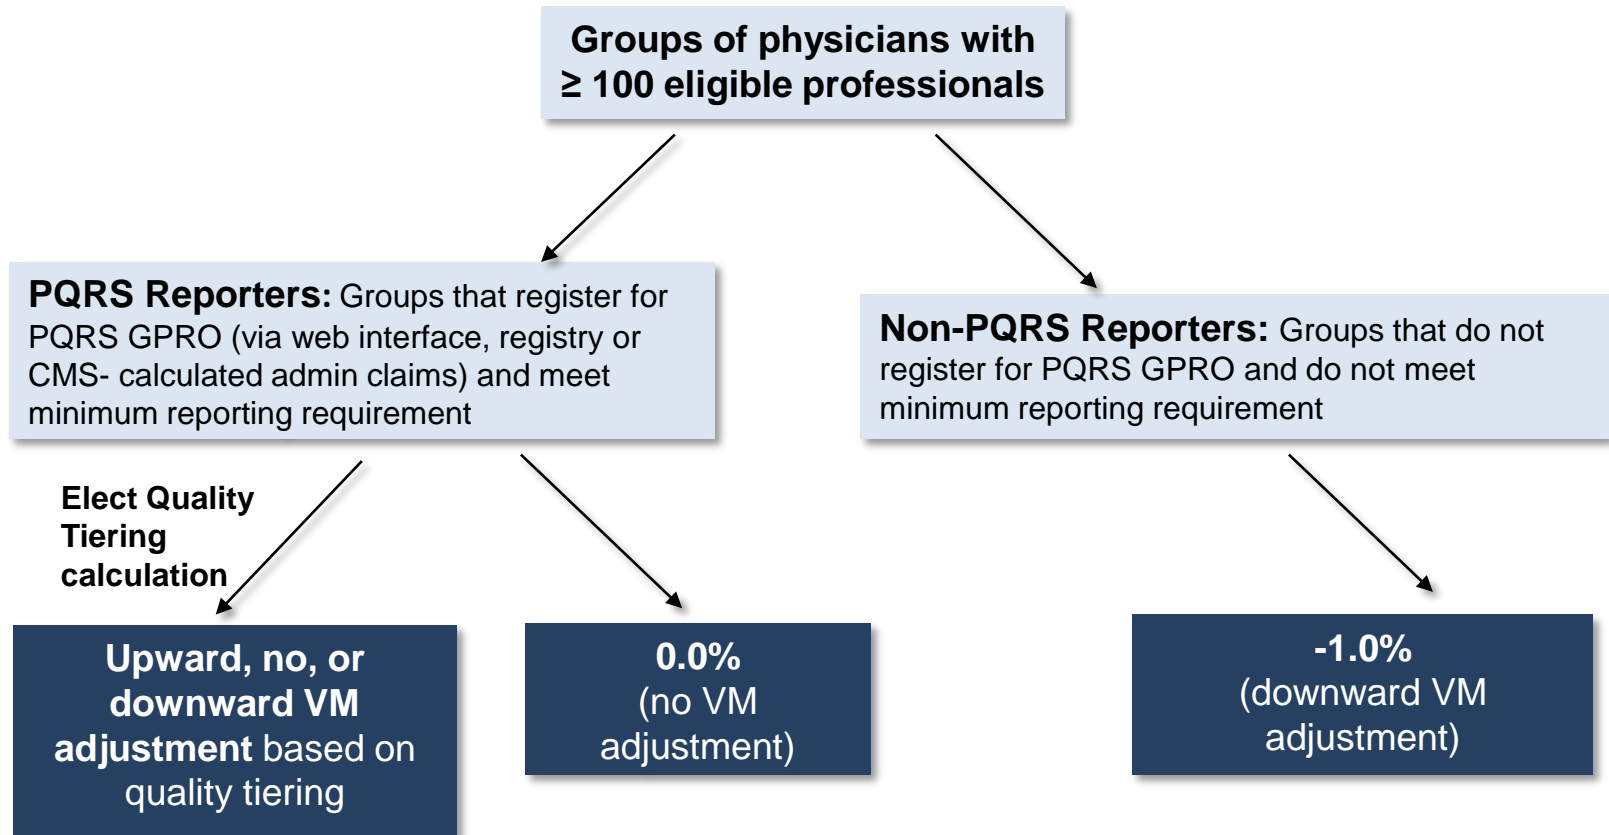 Groups of physicians with
≥ 100 eligible professionals
PQRS Reporters: Groups that register for
PQRS GPRO (via web interface, registry or
CMS- calculated admin claims) and meet
minimum reporting requirement
Non-PQRS Reporters: Groups that do not
register for PQRS GPRO and do not meet
minimum reporting requirement
Elect Quality
Tiering
calculation
Upward, no, or
downward VM
adjustment based on
quality tiering
0.0%
(no VM
adjustment)
-1.0%
(downward VM
adjustment)